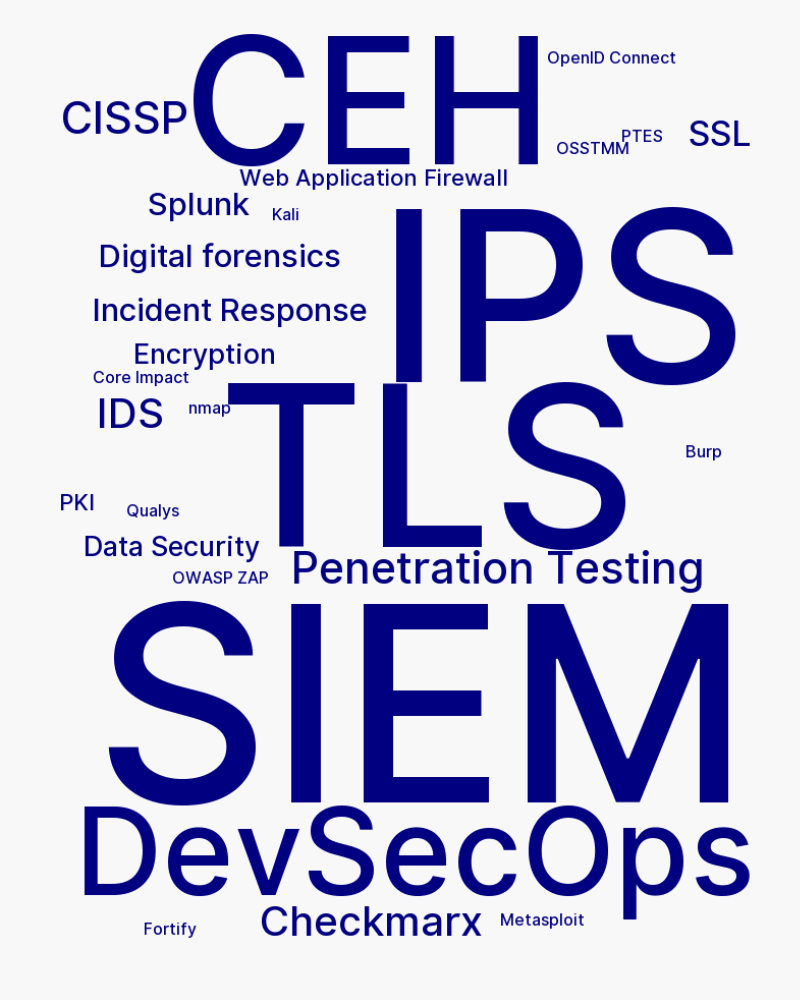 CEH
OpenID Connect
CISSP
PTES
SSL
OSSTMM
Web Application Firewall
Splunk
Kali
IPS
Digital forensics
Incident Response
Encryption
Core Impact
TLS
IDS
nmap
Burp
PKI
Qualys
Data Security
Penetration Testing
OWASP ZAP
SIEM
DevSecOps
Checkmarx
Metasploit
Fortify